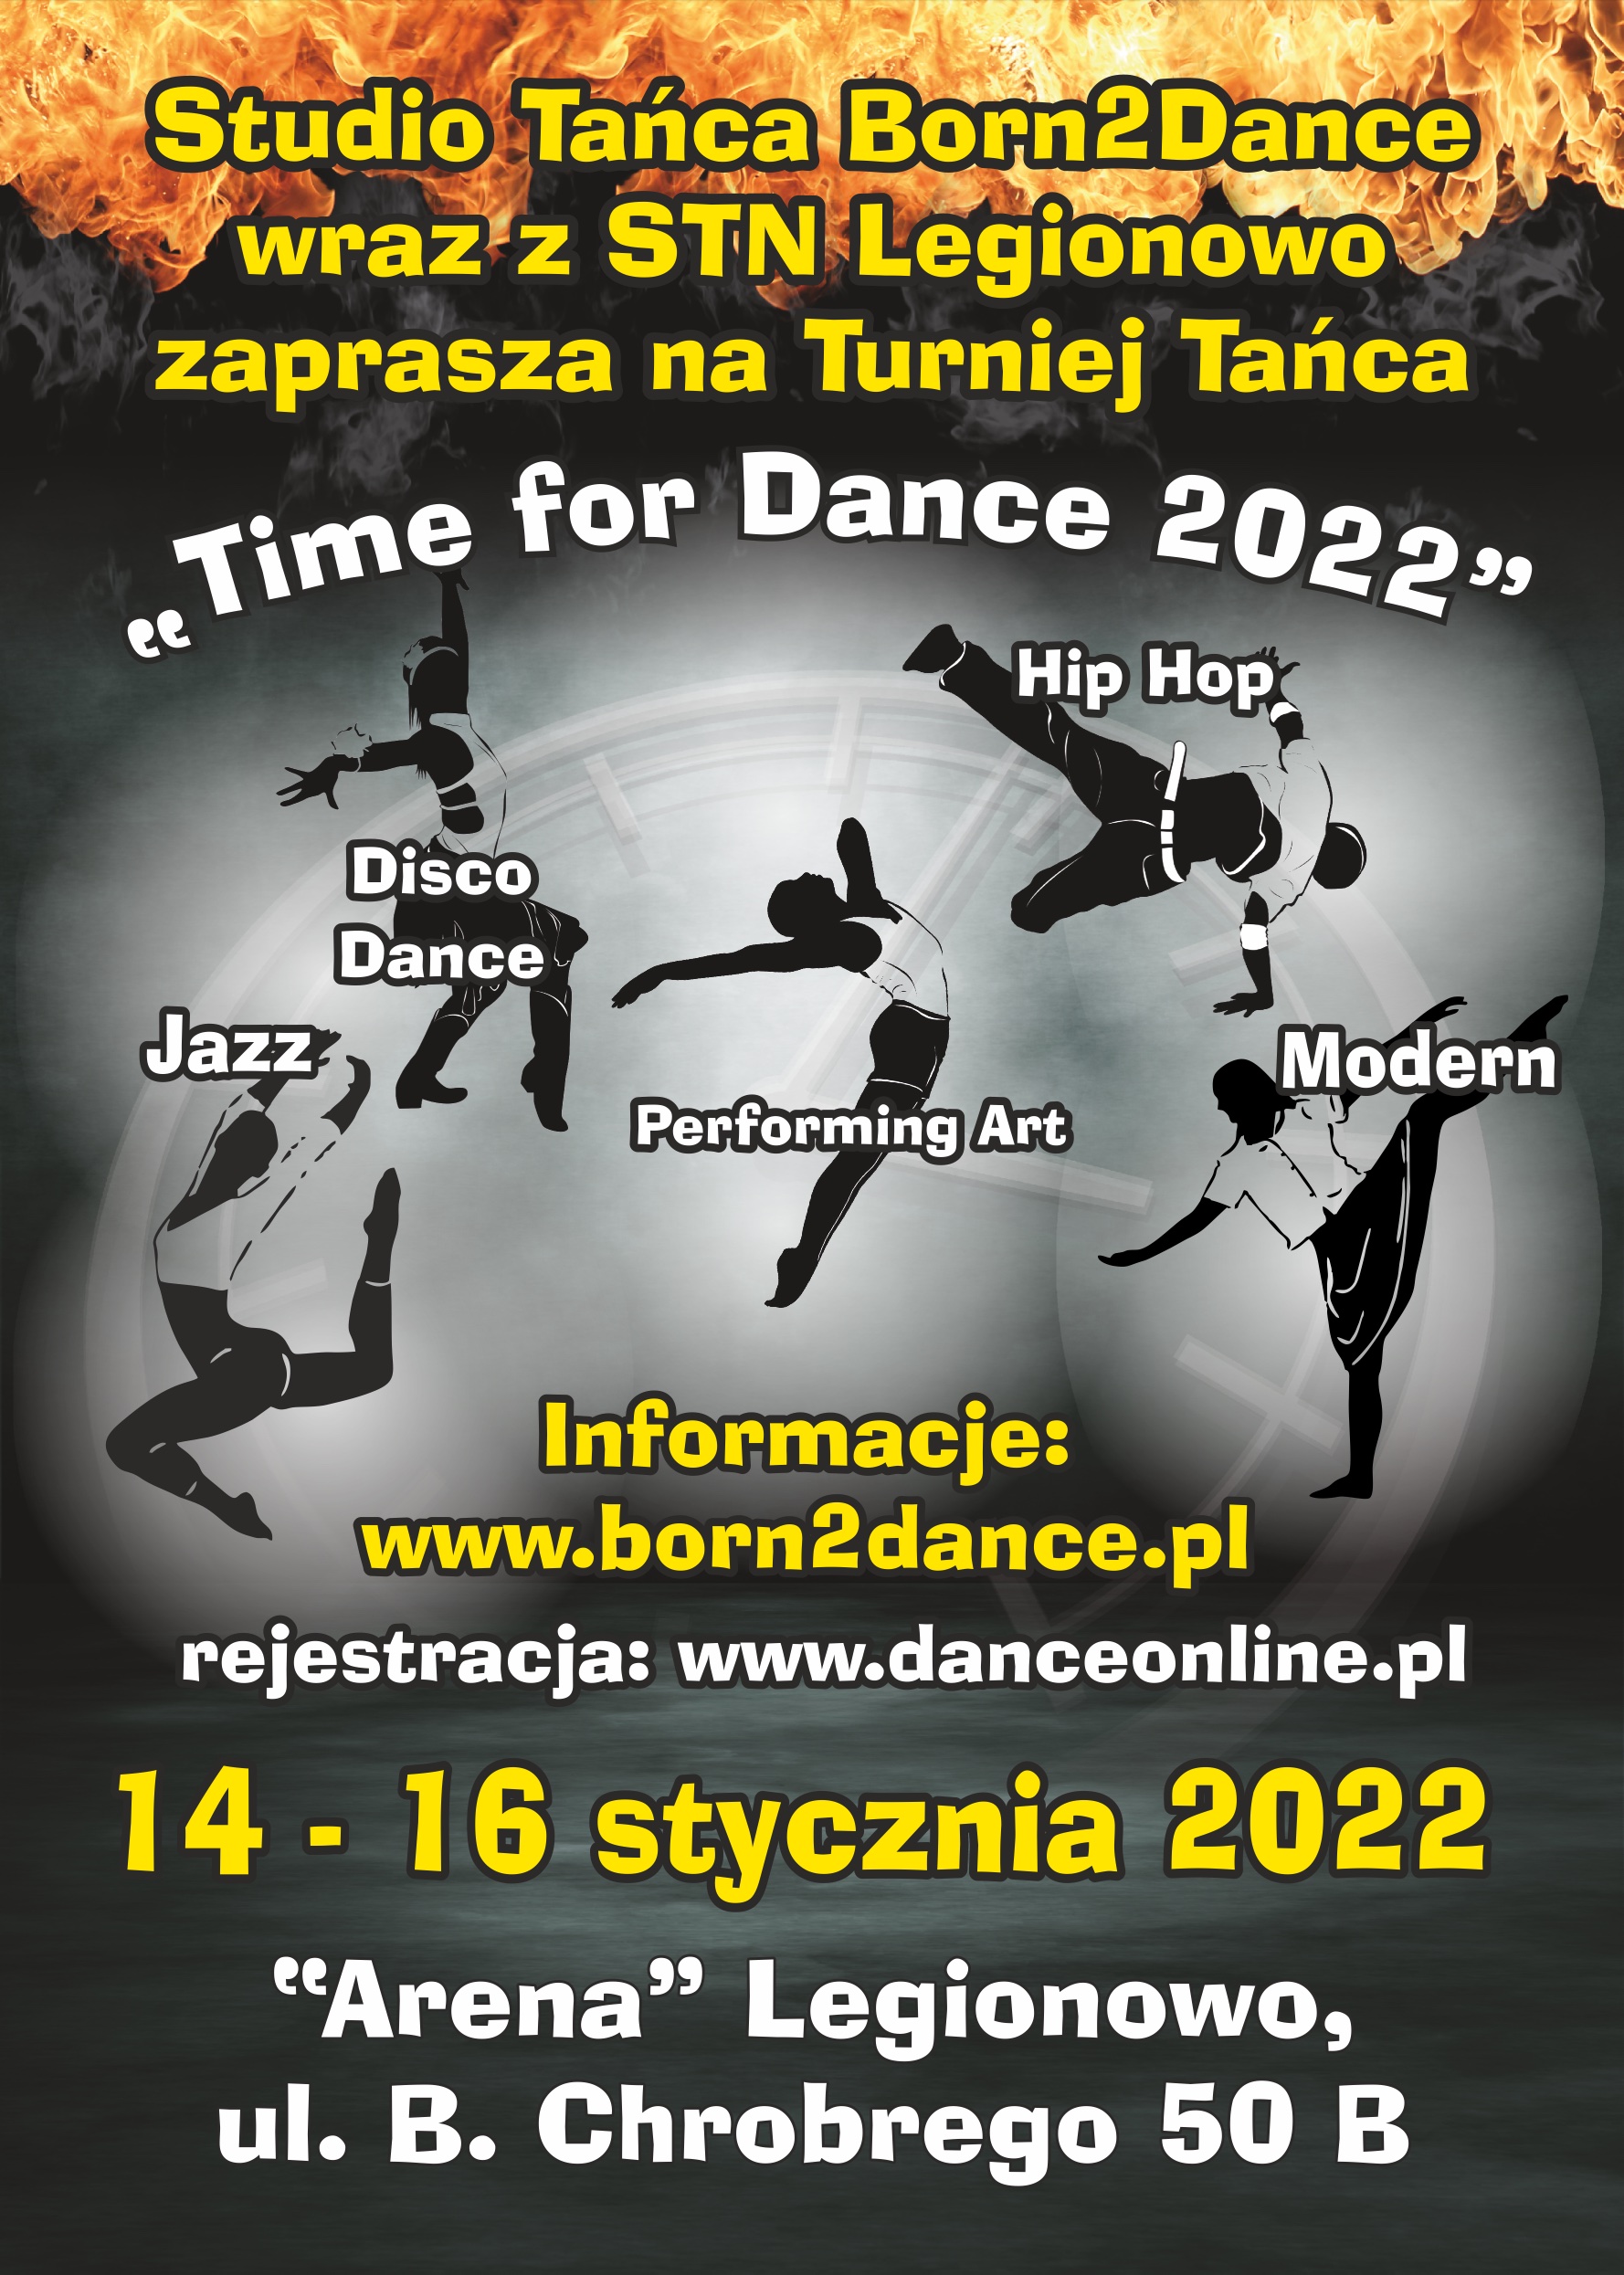 Studio Tańca Born2Dance
wraz z STN Legionowo
zaprasza na Turniej Tańca
“Time for Dance 2022”
Hip Hop
Disco
Dance
Jazz
Modern
Performing Art
Informacje:
www.born2dance.pl
rejestracja: www.danceonline.pl
14 - 16 stycznia 2022
“Arena” Legionowo,
ul. B. Chrobrego 50 B